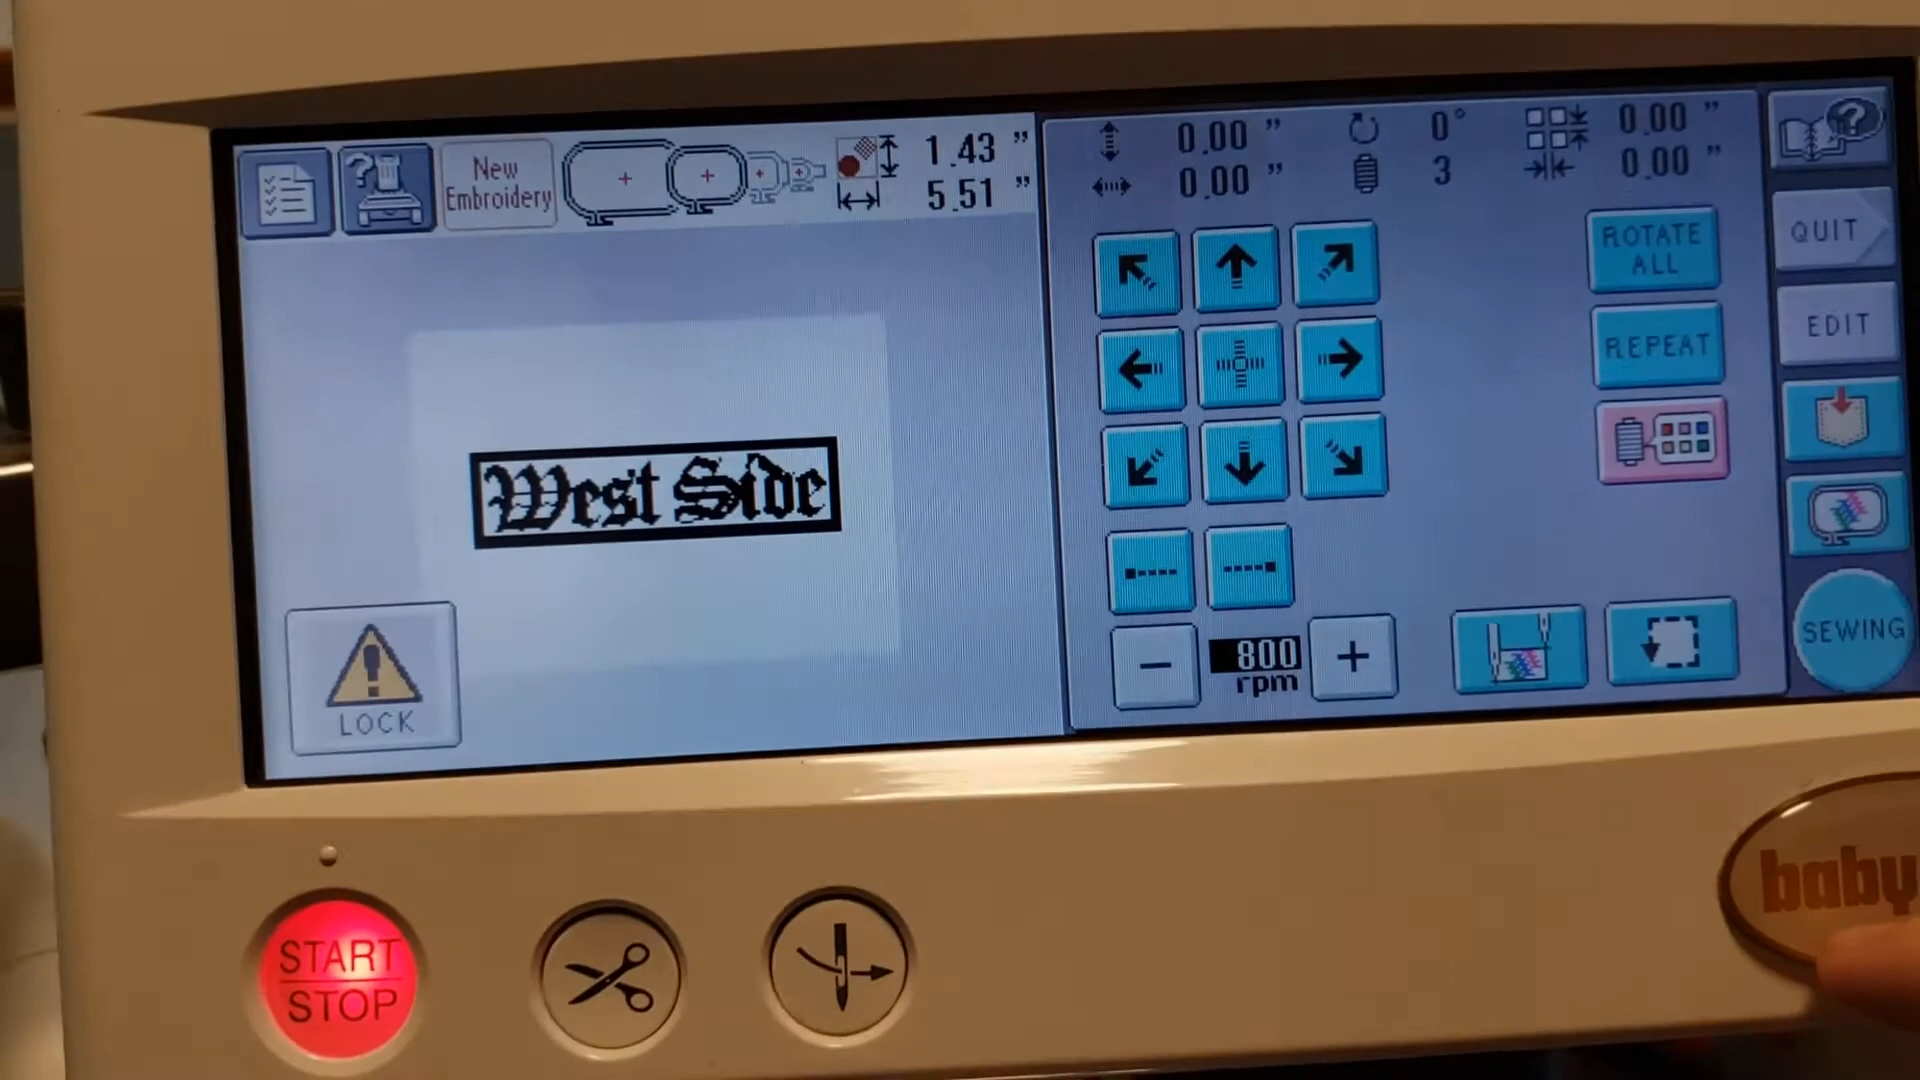 New
Embroidery
1.43 "
5.51 "
0.00 "
0.00 "
0°
3
0.00 "
0.00 "
QUIT
EDIT
ROTATE
ALL
REPEAT
West Side
LOCK
800
rpm
SEWING
START
STOP
baby